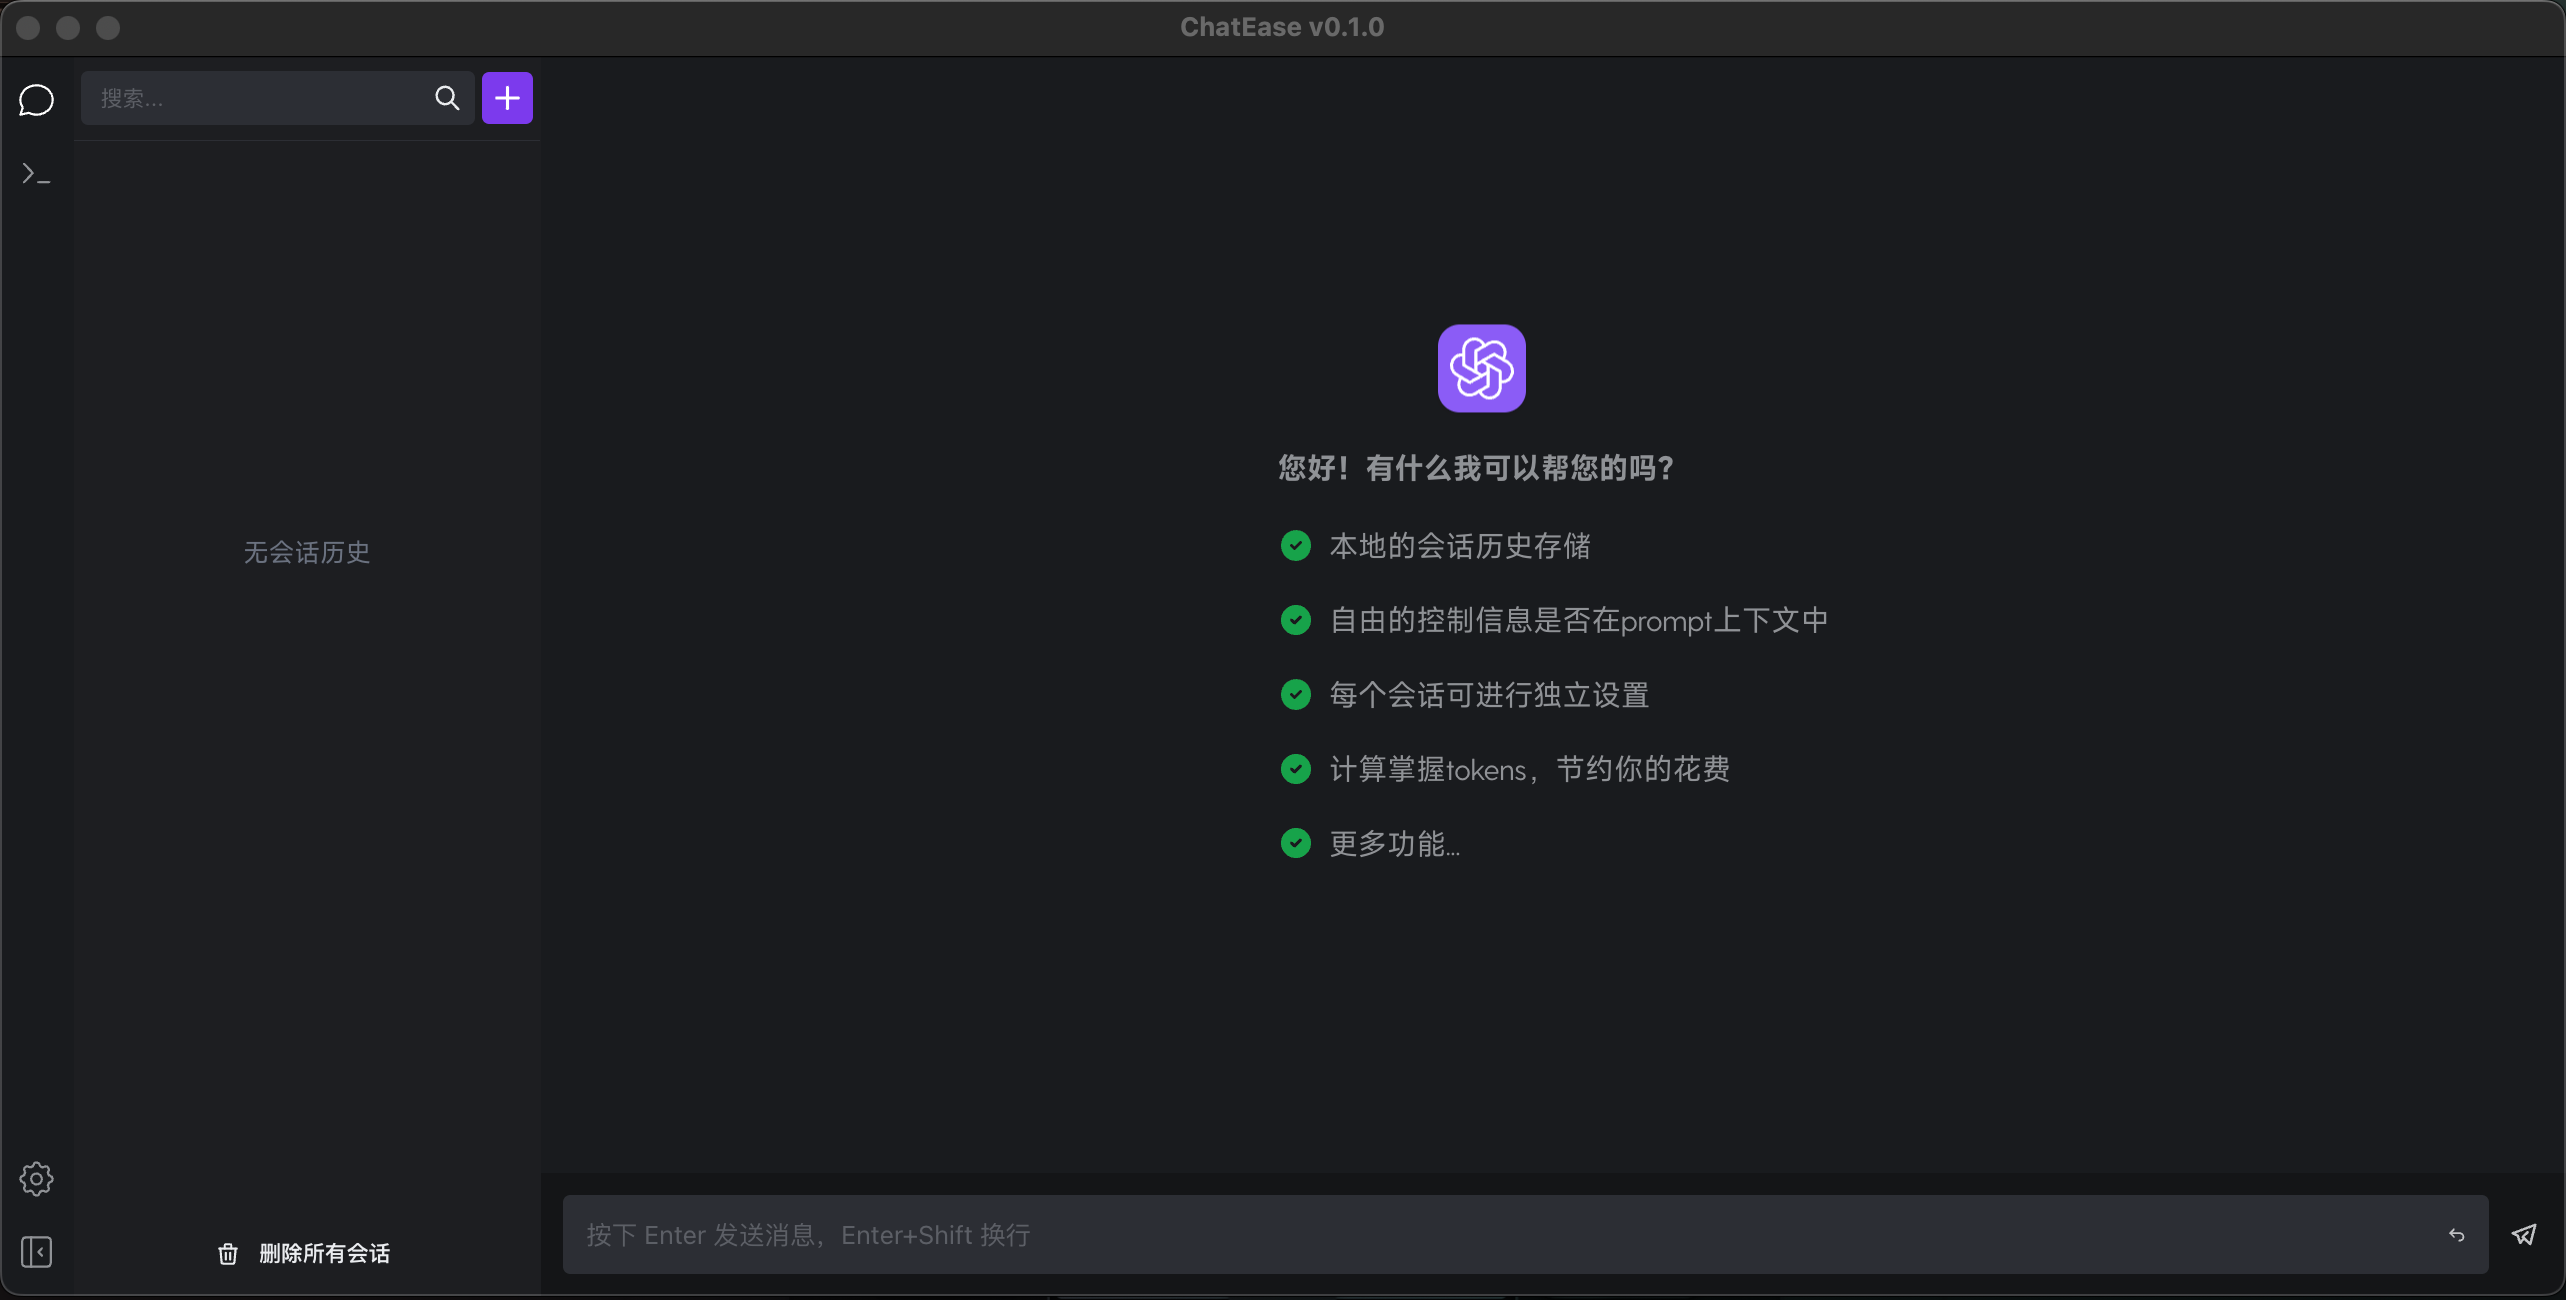 ChatEase v0.1.0
搜索...
无会话历史
删除所有会话
您好！有什么我可以帮您的吗？
本地的会话历史存储
自由的控制信息是否在prompt上下文中
每个会话可进行独立设置
计算掌握tokens，节约你的花费
更多功能...
按下 Enter 发送消息，Enter+Shift 换行